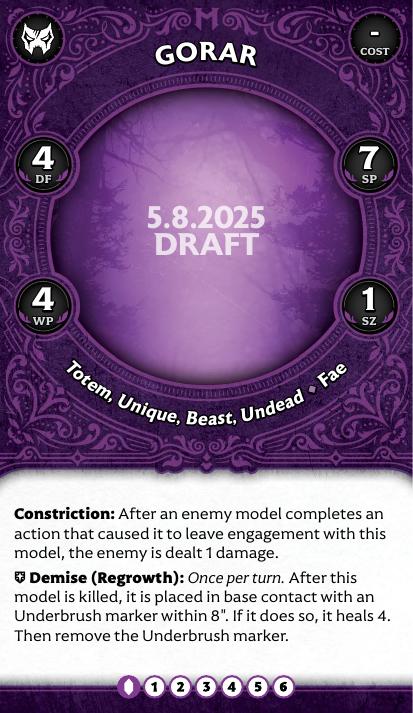 GORAR
-
COST
4
DF
7
SP
5.8.2025
DRAFT
4
WP
1
SZ
Totem, Unique, Beast, Undead ◆ Fae
Constriction: After an enemy model completes an
action that caused it to leave engagement with this
model, the enemy is dealt 1 damage.
Demise (Regrowth): Once per turn. After this
model is killed, it is placed in base contact with an
Underbrush marker within 8". If it does so, it heals 4.
Then remove the Underbrush marker.
1 2 3 4 5 6